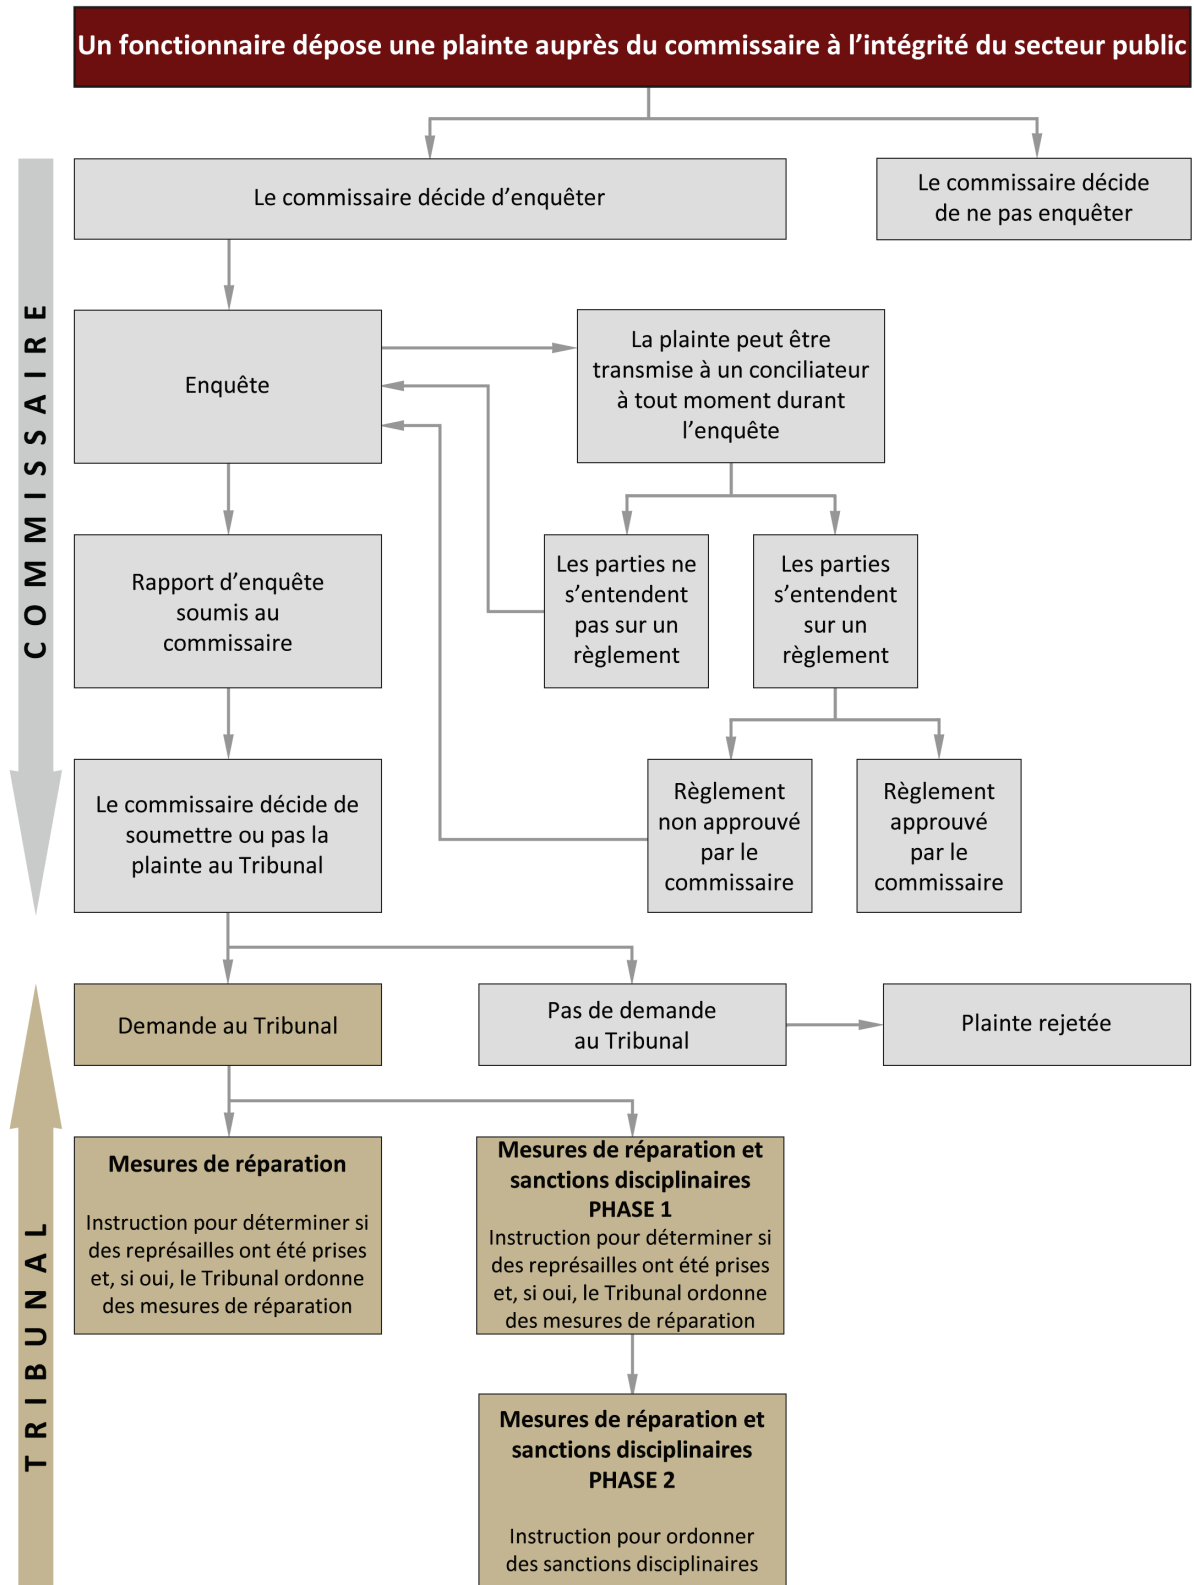 Un fonctionnaire dépose une plainte auprès du commissaire à l’intégrité du secteur public
Le commissaire décide d’enquêter
Le commissaire décide
de ne pas enquêter
COMMISSAIRE
Enquête
La plainte peut être
transmise à un conciliateur
à tout moment durant
l’enquête
Rapport d’enquête
soumis au
commissaire
Les parties ne
s’entendent
pas sur un
règlement
Les parties
s’entendent
sur un
règlement
Le commissaire décide de
soumettre ou pas la
plainte au Tribunal
Règlement
non approuvé
par le
commissaire
Règlement
approuvé
par le
commissaire
TRIBUNAL
Demande au Tribunal
Pas de demande
au Tribunal
Plainte rejetée
Mesures de réparation
Instruction pour déterminer si
des représailles ont été prises
et, si oui, le Tribunal ordonne
des mesures de réparation
Mesures de réparation et
sanctions disciplinaires
PHASE 1
Instruction pour déterminer si
des représailles ont été prises
et, si oui, le Tribunal ordonne
des mesures de réparation
Mesures de réparation et
sanctions disciplinaires
PHASE 2
Instruction pour ordonner
des sanctions disciplinaires